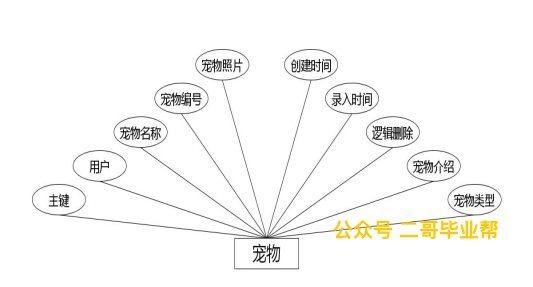 宠物照片
创建时间
宠物编号
录入时间
宠物名称
逻辑删除
用户
宠物介绍
主键
宠物类型
公众号 二哥毕业帮
宠物